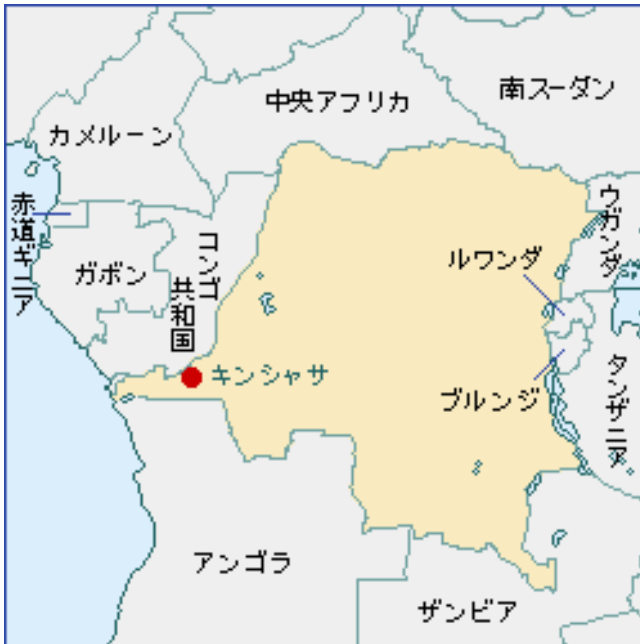 南スーダン
中央アフリカ
カメルーン
赤道ギニア
ウガンダ
コンゴ
共和国
ガボン
ルワンダ
キンシャサ
ブルンジ
タンザニア
アンゴラ
ザンビア